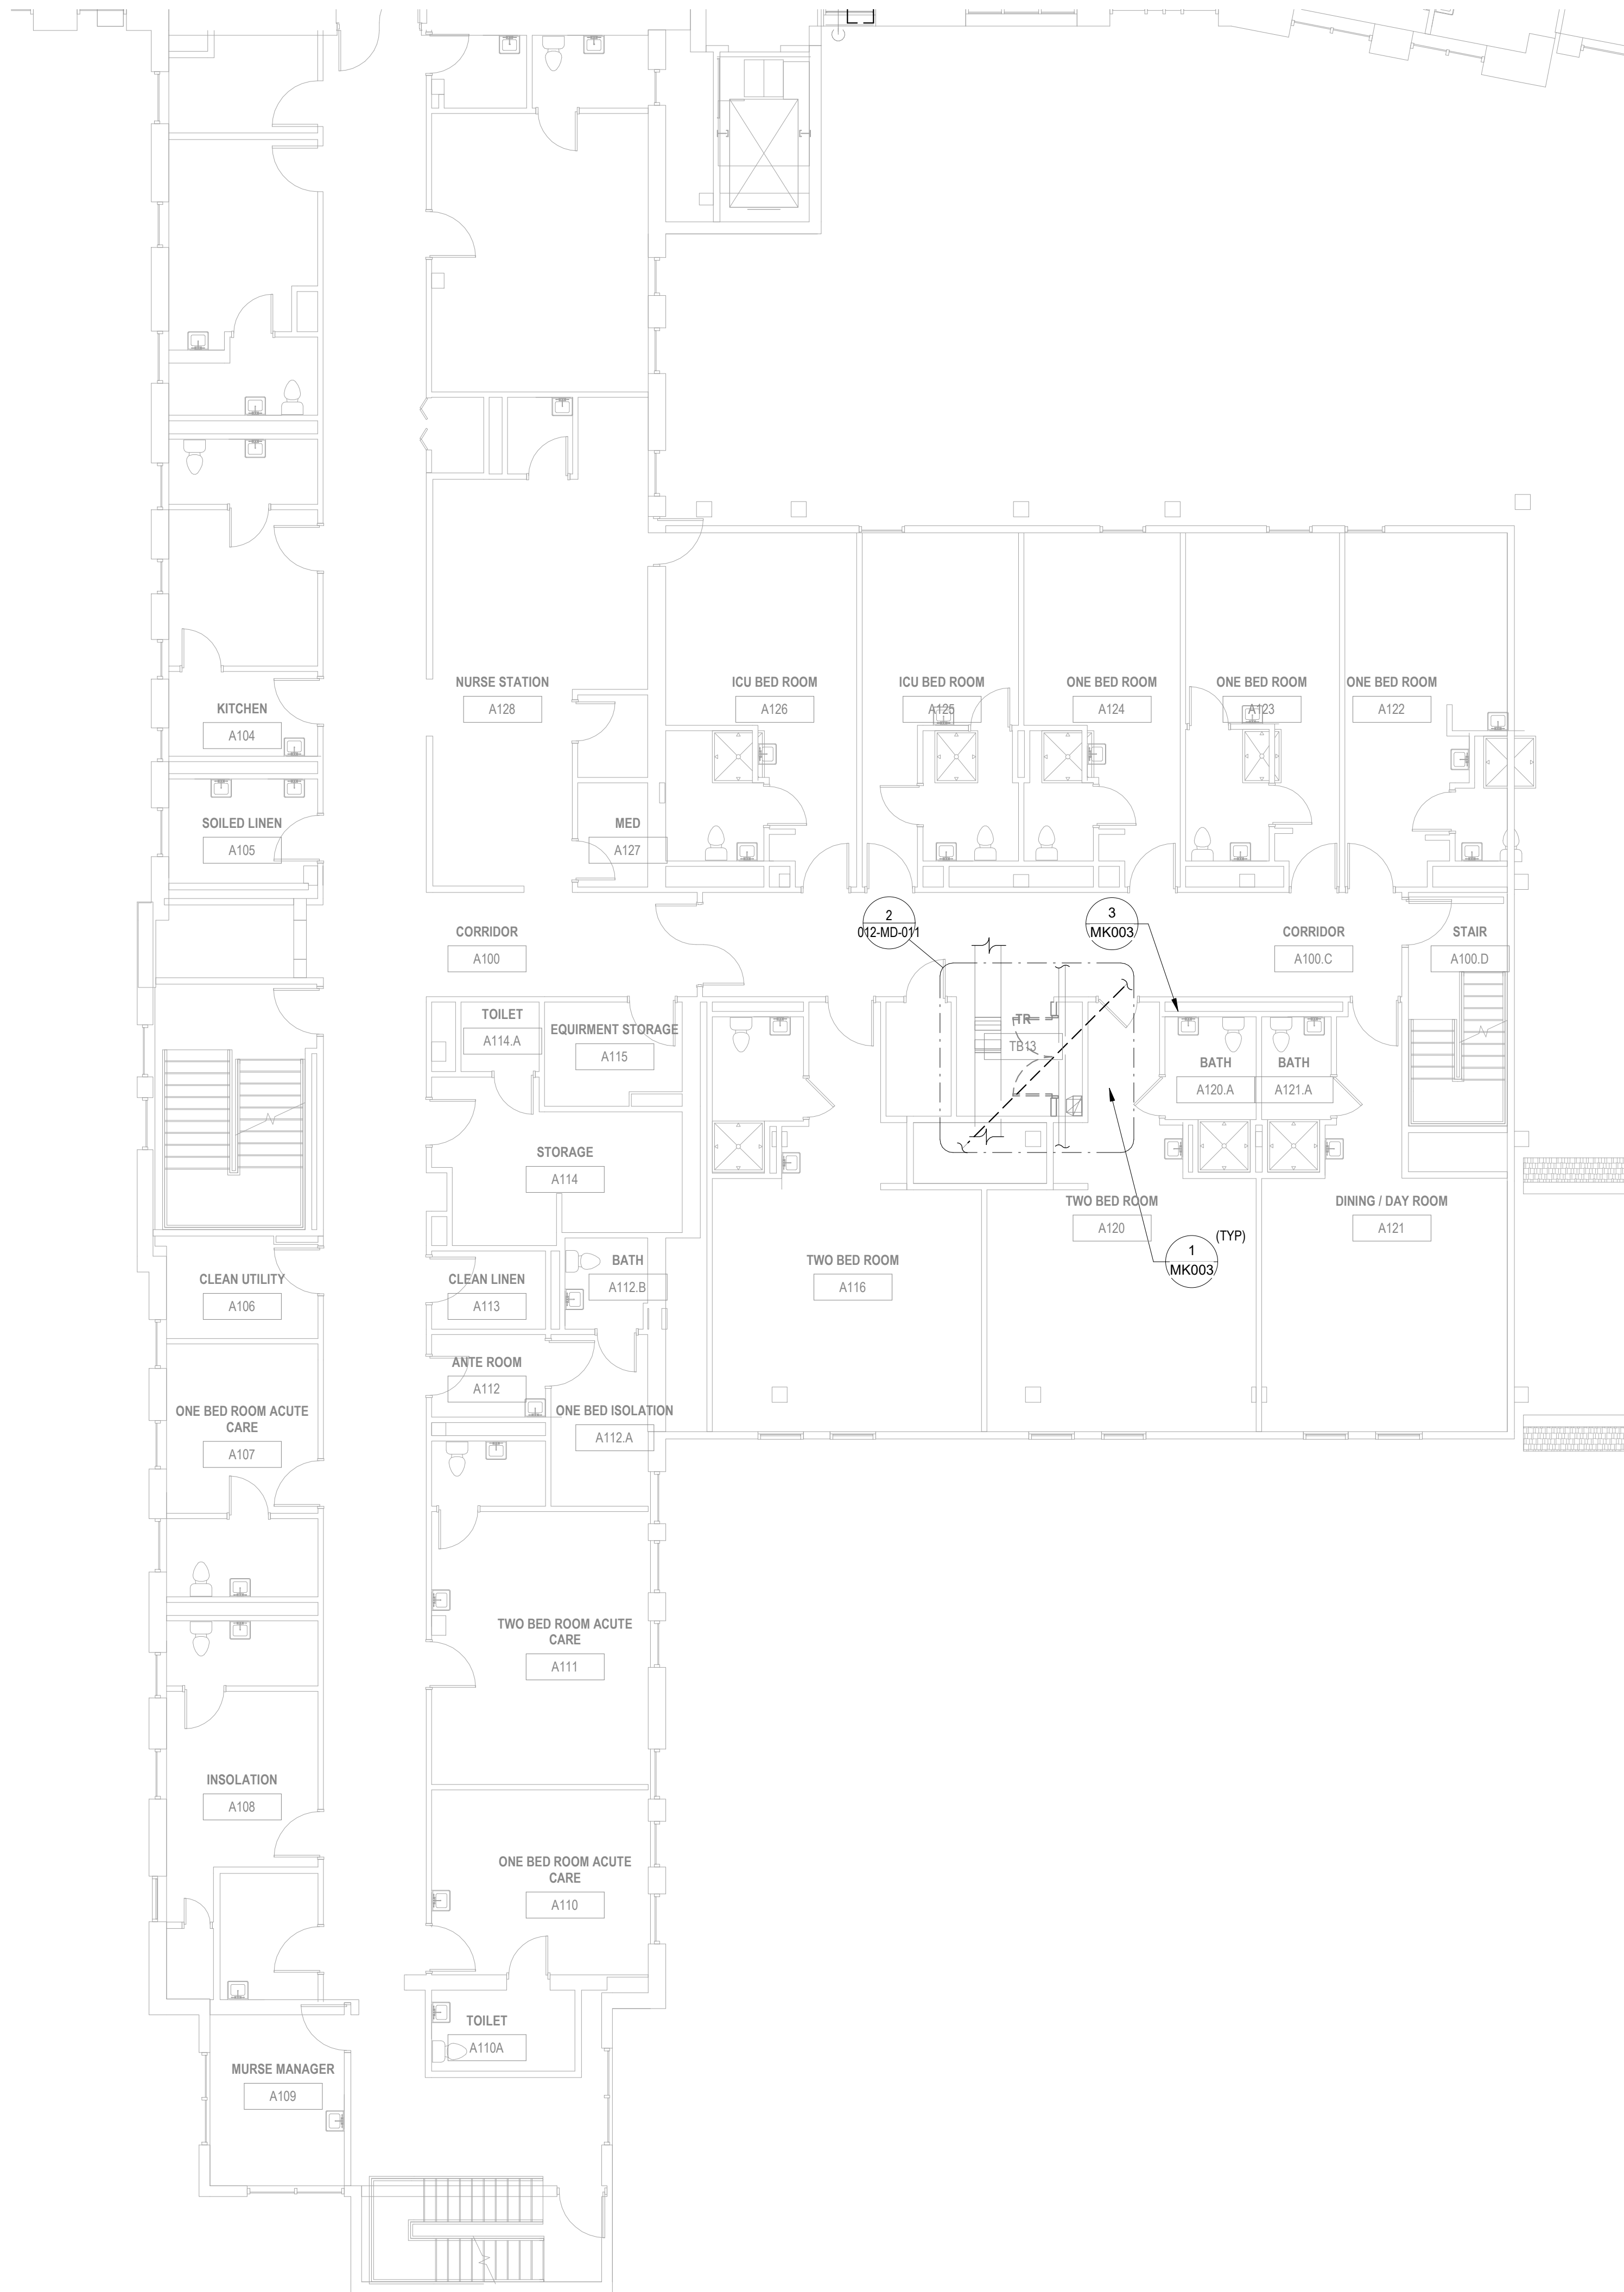 NURSE STATION
A128
ICU BED ROOM
A126
ICU BED ROOM
A125
ONE BED ROOM
A124
ONE BED ROOM
A123
ONE BED ROOM
A122
KITCHEN
A104
SOILED LINEN
A105
MED
A127
2
012-MD-011
3
MK003
CORRIDOR
A100
CORRIDOR
A100.C
STAIR
A100.D
TOILET
A114.A
EQUIRMENT STORAGE
A115
TR
TB13
BATH
A120.A
BATH
A121.A
STORAGE
A114
TWO BED ROOM
A120
DINING / DAY ROOM
A121
(TYP)
1
MK003
TWO BED ROOM
A116
BATH
A112.B
CLEAN UTILITY
A106
CLEAN LINEN
A113
ANTE ROOM
A112
ONE BED ROOM ACUTE
CARE
A107
ONE BED ISOLATION
A112.A
TWO BED ROOM ACUTE
CARE
A111
INSOLATION
A108
ONE BED ROOM ACUTE
CARE
A110
TOILET
A110A
MURSE MANAGER
A109